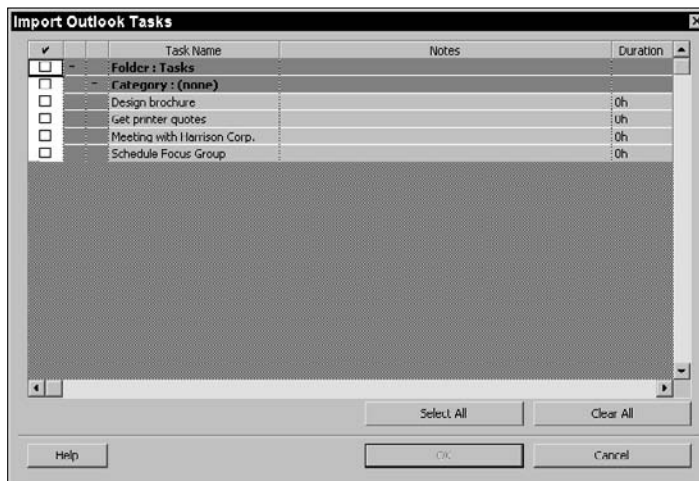 Import Outlook Tasks
Task Name Notes Duration
Folder : Tasks
Category : (none)
Design brochure 0h
Get printer quotes 0h
Meeting with Harrison Corp. 0h
Schedule Focus Group 0h
Select All Clear All
Help OK Cancel